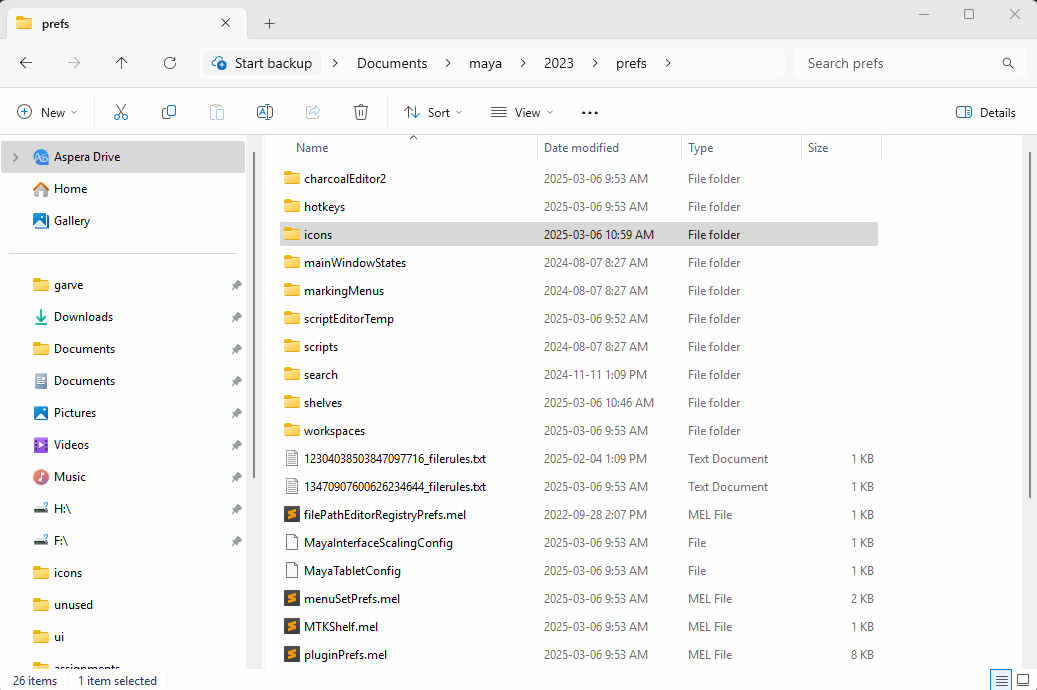 prefs
Start backup > Documents > maya > 2023 > prefs >
Search prefs
New
Sort
View
Details
Name Date modified Type Size
Aspera Drive
Home
Gallery
garve
Downloads
Documents
Documents
Pictures
Videos
Music
H:\
F:\
icons
unused
ui
assignments
charcoalEditor2 2025-03-06 9:53 AM File folder
hotkeys 2025-03-06 9:53 AM File folder
icons 2025-03-06 10:59 AM File folder
mainWindowStates 2024-08-07 8:27 AM File folder
markingMenus 2024-08-07 8:27 AM File folder
scriptEditorTemp 2025-03-06 9:52 AM File folder
scripts 2024-08-07 8:27 AM File folder
search 2024-11-11 1:09 PM File folder
shelves 2025-03-06 10:46 AM File folder
workspaces 2025-03-06 9:53 AM File folder
12304038503847097716_filerules.txt 2025-02-04 1:09 PM Text Document 1 KB
13470907600626234644_filerules.txt 2025-03-06 9:53 AM Text Document 1 KB
filePathEditorRegistryPrefs.mel 2022-09-28 2:07 PM MEL File 1 KB
MayaInterfaceScalingConfig 2025-03-06 9:53 AM File 1 KB
MayaTabletConfig 2025-03-06 9:53 AM File 1 KB
menuSetPrefs.mel 2025-03-06 9:53 AM MEL File 2 KB
MTKShelf.mel 2025-03-06 9:53 AM MEL File 1 KB
pluginPrefs.mel 2025-03-06 9:53 AM MEL File 8 KB
26 items 1 item selected